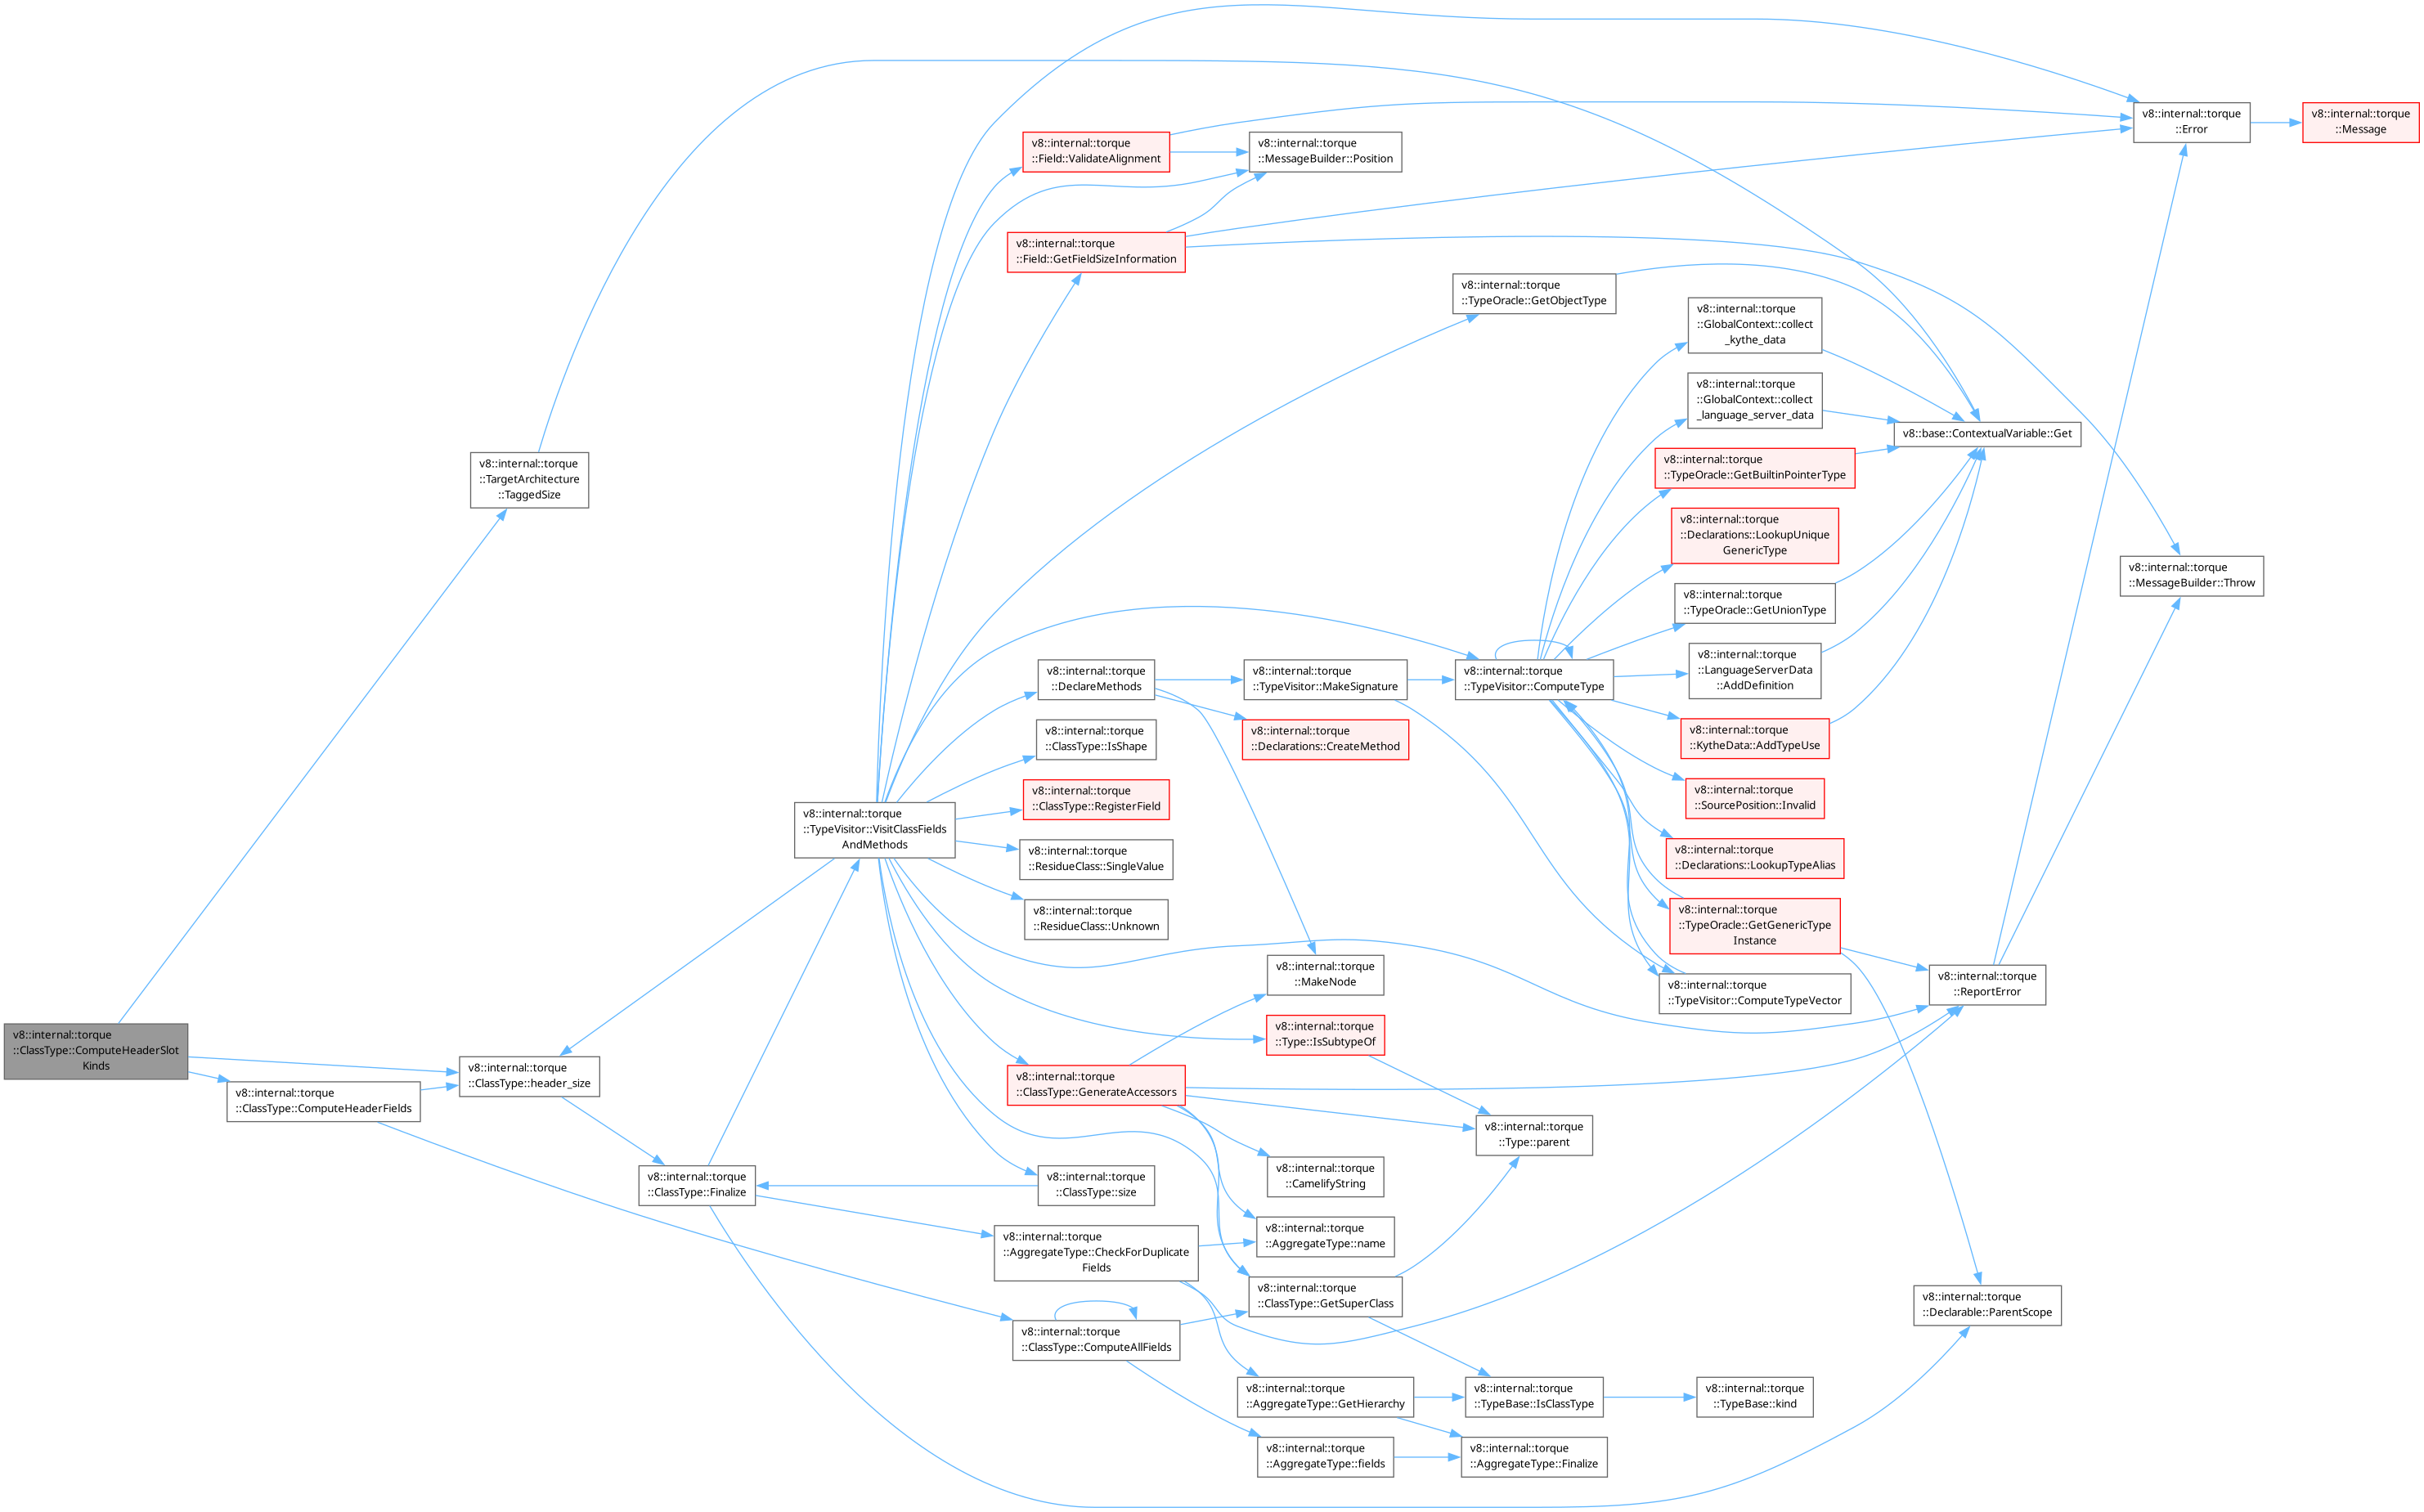 v8::internal::torque
::ClassType::ComputeHeaderSlot
Kinds
v8::internal::torque
::TargetArchitecture
::TaggedSize
v8::internal::torque
::ClassType::header_size
v8::internal::torque
::ClassType::ComputeHeaderFields
v8::internal::torque
::ClassType::Finalize
v8::internal::torque
::TypeVisitor::VisitClassFields
AndMethods
v8::internal::torque
::Field::ValidateAlignment
v8::internal::torque
::Field::GetFieldSizeInformation
v8::internal::torque
::DeclareMethods
v8::internal::torque
::ClassType::IsShape
v8::internal::torque
::ClassType::RegisterField
v8::internal::torque
::ResidueClass::SingleValue
v8::internal::torque
::ResidueClass::Unknown
v8::internal::torque
::ClassType::GenerateAccessors
v8::internal::torque
::ClassType::size
v8::internal::torque
::AggregateType::CheckForDuplicate
Fields
v8::internal::torque
::ClassType::ComputeAllFields
v8::internal::torque
::MessageBuilder::Position
v8::internal::torque
::TypeVisitor::MakeSignature
v8::internal::torque
::Declarations::CreateMethod
v8::internal::torque
::MakeNode
v8::internal::torque
::Type::IsSubtypeOf
v8::internal::torque
::CamelifyString
v8::internal::torque
::AggregateType::name
v8::internal::torque
::ClassType::GetSuperClass
v8::internal::torque
::AggregateType::GetHierarchy
v8::internal::torque
::AggregateType::fields
v8::internal::torque
::TypeOracle::GetObjectType
v8::internal::torque
::TypeVisitor::ComputeType
v8::internal::torque
::Type::parent
v8::internal::torque
::TypeBase::IsClassType
v8::internal::torque
::AggregateType::Finalize
v8::internal::torque
::GlobalContext::collect
_kythe_data
v8::internal::torque
::GlobalContext::collect
_language_server_data
v8::internal::torque
::TypeOracle::GetBuiltinPointerType
v8::internal::torque
::Declarations::LookupUnique
GenericType
v8::internal::torque
::TypeOracle::GetUnionType
v8::internal::torque
::LanguageServerData
::AddDefinition
v8::internal::torque
::KytheData::AddTypeUse
v8::internal::torque
::SourcePosition::Invalid
v8::internal::torque
::Declarations::LookupTypeAlias
v8::internal::torque
::TypeOracle::GetGenericType
Instance
v8::internal::torque
::TypeVisitor::ComputeTypeVector
v8::internal::torque
::TypeBase::kind
v8::base::ContextualVariable::Get
v8::internal::torque
::ReportError
v8::internal::torque
::Declarable::ParentScope
v8::internal::torque
::Error
v8::internal::torque
::MessageBuilder::Throw
v8::internal::torque
::Message